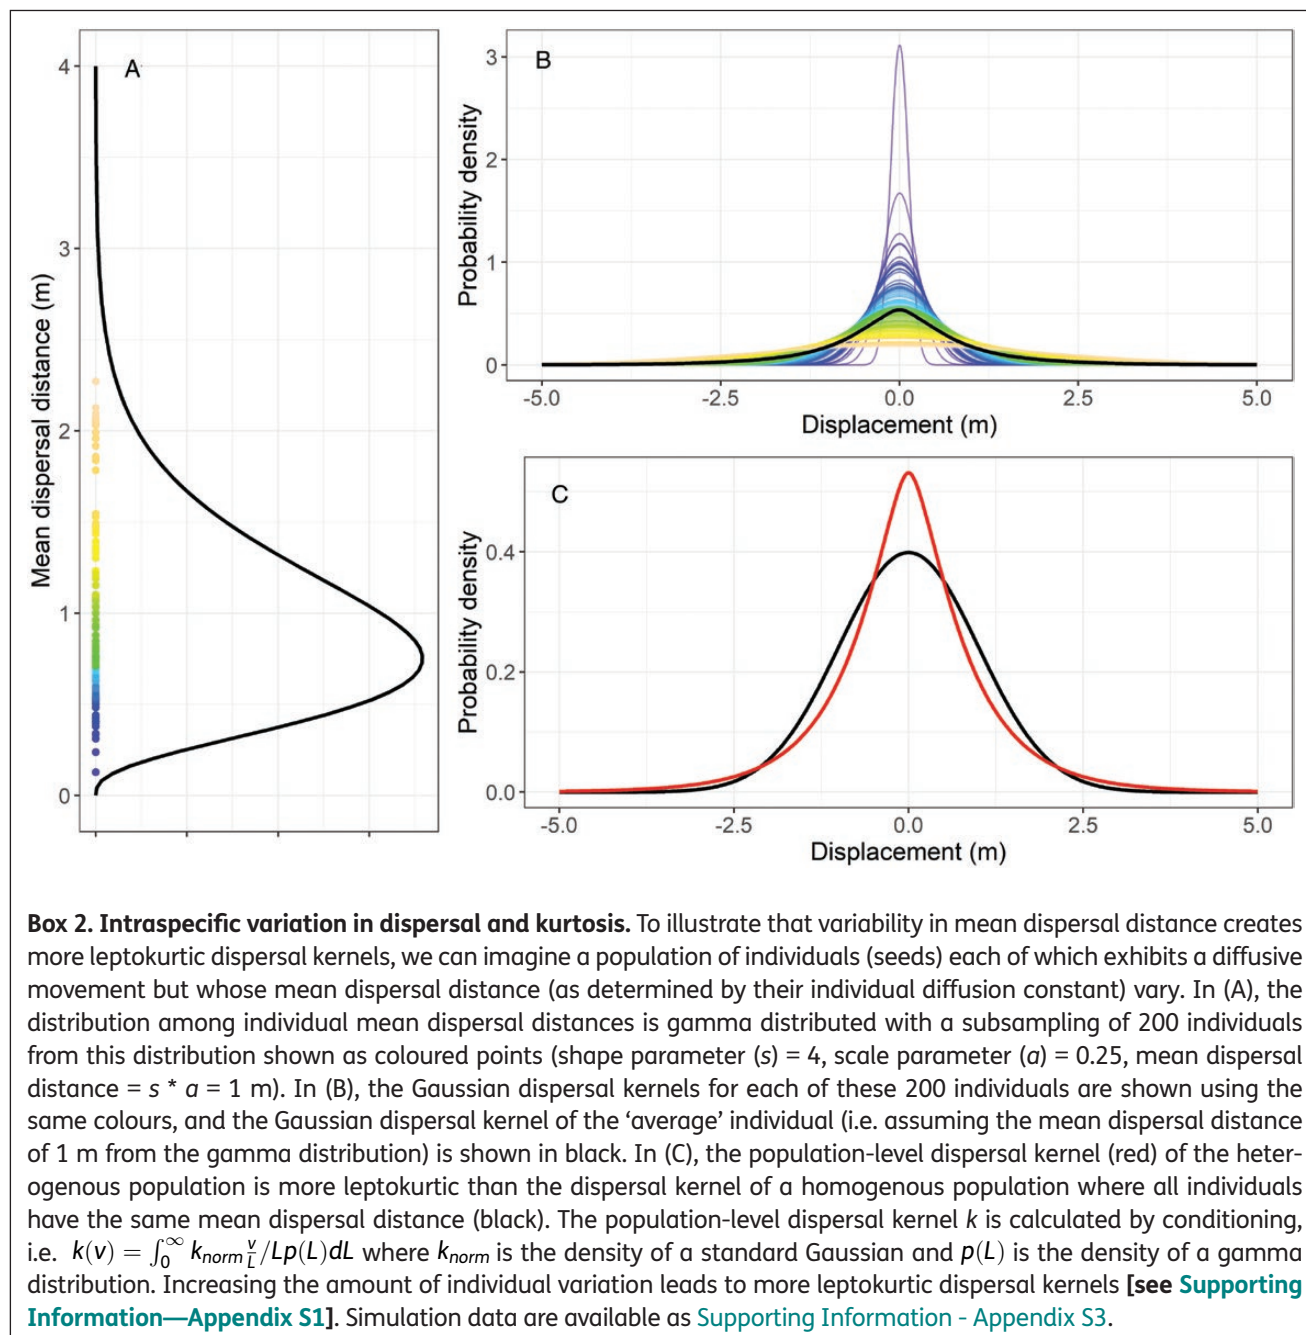 A
4
3
2
1
0
Mean dispersal distance (m)
B
3
2
1
0
Probability density
-5.0 -2.5 0.0 2.5 5.0
Displacement (m)
C
0.4
0.2
0.0
Probability density
-5.0 -2.5 0.0 2.5 5.0
Displacement (m)
Box 2. Intraspecific variation in dispersal and kurtosis. To illustrate that variability in mean dispersal distance creates
more leptokurtic dispersal kernels, we can imagine a population of individuals (seeds) each of which exhibits a diffusive
movement but whose mean dispersal distance (as determined by their individual diffusion constant) vary. In (A), the
distribution among individual mean dispersal distances is gamma distributed with a subsampling of 200 individuals
from this distribution shown as coloured points (shape parameter (s) = 4, scale parameter (a) = 0.25, mean dispersal
distance = s * a = 1 m). In (B), the Gaussian dispersal kernels for each of these 200 individuals are shown using the
same colours, and the Gaussian dispersal kernel of the ‘average’ individual (i.e. assuming the mean dispersal distance
of 1 m from the gamma distribution) is shown in black. In (C), the population-level dispersal kernel (red) of the heter-
ogenous population is more leptokurtic than the dispersal kernel of a homogenous population where all individuals
have the same mean dispersal distance (black). The population-level dispersal kernel k is calculated by conditioning,
i.e. k(v) = ∫₀^∞ k_norm v/L /Lp(L)dL where k_norm is the density of a standard Gaussian and p(L) is the density of a gamma
distribution. Increasing the amount of individual variation leads to more leptokurtic dispersal kernels [see Supporting
Information—Appendix S1]. Simulation data are available as Supporting Information - Appendix S3.